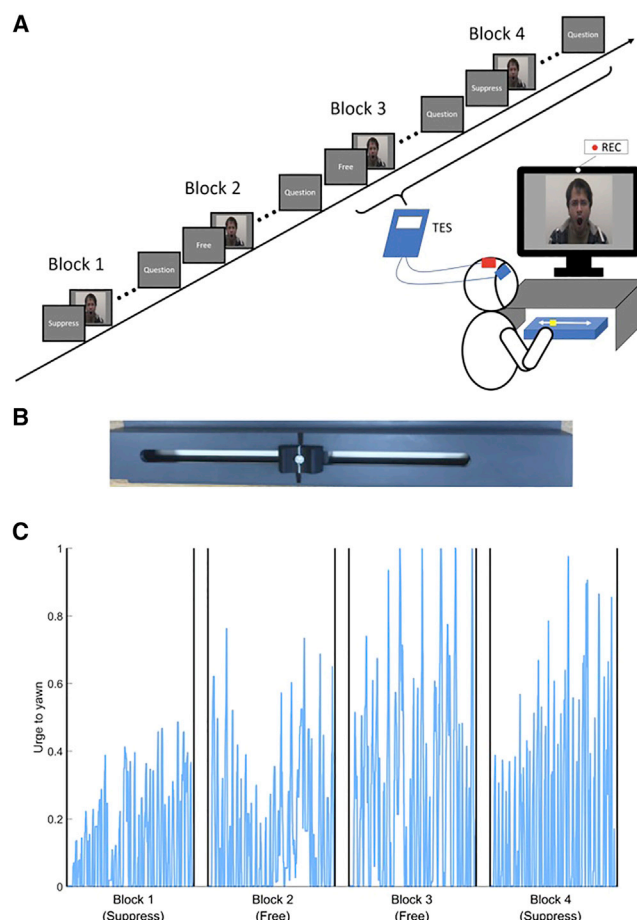 A
Block 4
Question
Suppress
Block 3
Question
REC
Free
Block 2
Question
TES
Free
Block 1
Question
Suppress
B
C
1
0.8
0.6
0.4
0.2
0
Urge to yawn
Block 1
(Suppress)
Block 2
(Free)
Block 3
(Free)
Block 4
(Suppress)